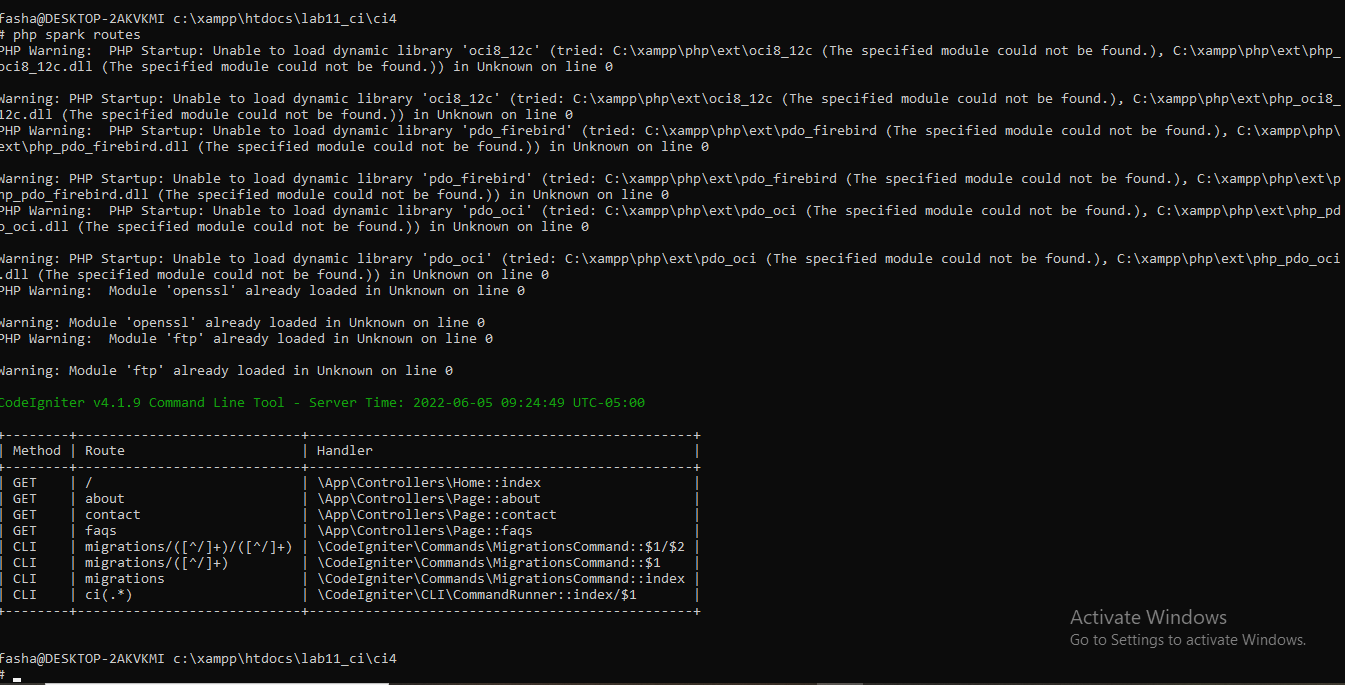 fasha@DESKTOP-2AKVKMI c:\xampp\htdocs\lab11_ci\ci4
# php spark routes
PHP Warning:  PHP Startup: Unable to load dynamic library 'oci8_12c' (tried: C:\xampp\php\ext\oci8_12c (The specified module could not be found.), C:\xampp\php\ext\php_
oci8_12c.dll (The specified module could not be found.)) in Unknown on line 0
Warning: PHP Startup: Unable to load dynamic library 'oci8_12c' (tried: C:\xampp\php\ext\oci8_12c (The specified module could not be found.), C:\xampp\php\ext\php_oci8_
12c.dll (The specified module could not be found.)) in Unknown on line 0
PHP Warning:  PHP Startup: Unable to load dynamic library 'pdo_firebird' (tried: C:\xampp\php\ext\pdo_firebird (The specified module could not be found.), C:\xampp\php\
ext\php_pdo_firebird.dll (The specified module could not be found.)) in Unknown on line 0
Warning: PHP Startup: Unable to load dynamic library 'pdo_firebird' (tried: C:\xampp\php\ext\pdo_firebird (The specified module could not be found.), C:\xampp\php\ext\p
hp_pdo_firebird.dll (The specified module could not be found.)) in Unknown on line 0
PHP Warning:  PHP Startup: Unable to load dynamic library 'pdo_oci' (tried: C:\xampp\php\ext\pdo_oci (The specified module could not be found.), C:\xampp\php\ext\php_pd
o_oci.dll (The specified module could not be found.)) in Unknown on line 0
Warning: PHP Startup: Unable to load dynamic library 'pdo_oci' (tried: C:\xampp\php\ext\pdo_oci (The specified module could not be found.), C:\xampp\php\ext\php_pdo_oci
.dll (The specified module could not be found.)) in Unknown on line 0
PHP Warning:  Module 'openssl' already loaded in Unknown on line 0
Warning: Module 'openssl' already loaded in Unknown on line 0
PHP Warning:  Module 'ftp' already loaded in Unknown on line 0
Warning: Module 'ftp' already loaded in Unknown on line 0
CodeIgniter v4.1.9 Command Line Tool - Server Time: 2022-06-05 09:24:49 UTC-05:00
+--------+----------------------------+------------------------------------------------+
| Method | Route                      | Handler                                        |
+--------+----------------------------+------------------------------------------------+
| GET    | /                          | \App\Controllers\Home::index                   |
| GET    | about                      | \App\Controllers\Page::about                   |
| GET    | contact                    | \App\Controllers\Page::contact                 |
| GET    | faqs                       | \App\Controllers\Page::faqs                    |
| CLI    | migrations/([^/]+)/([^/]+) | \CodeIgniter\Commands\MigrationsCommand::$1/$2 |
| CLI    | migrations/([^/]+)         | \CodeIgniter\Commands\MigrationsCommand::$1    |
| CLI    | migrations                 | \CodeIgniter\Commands\MigrationsCommand::index |
| CLI    | ci(.*)                     | \CodeIgniter\CLI\CommandRunner::index/$1       |
+--------+----------------------------+------------------------------------------------+
Activate Windows
Go to Settings to activate Windows.
fasha@DESKTOP-2AKVKMI c:\xampp\htdocs\lab11_ci\ci4
#